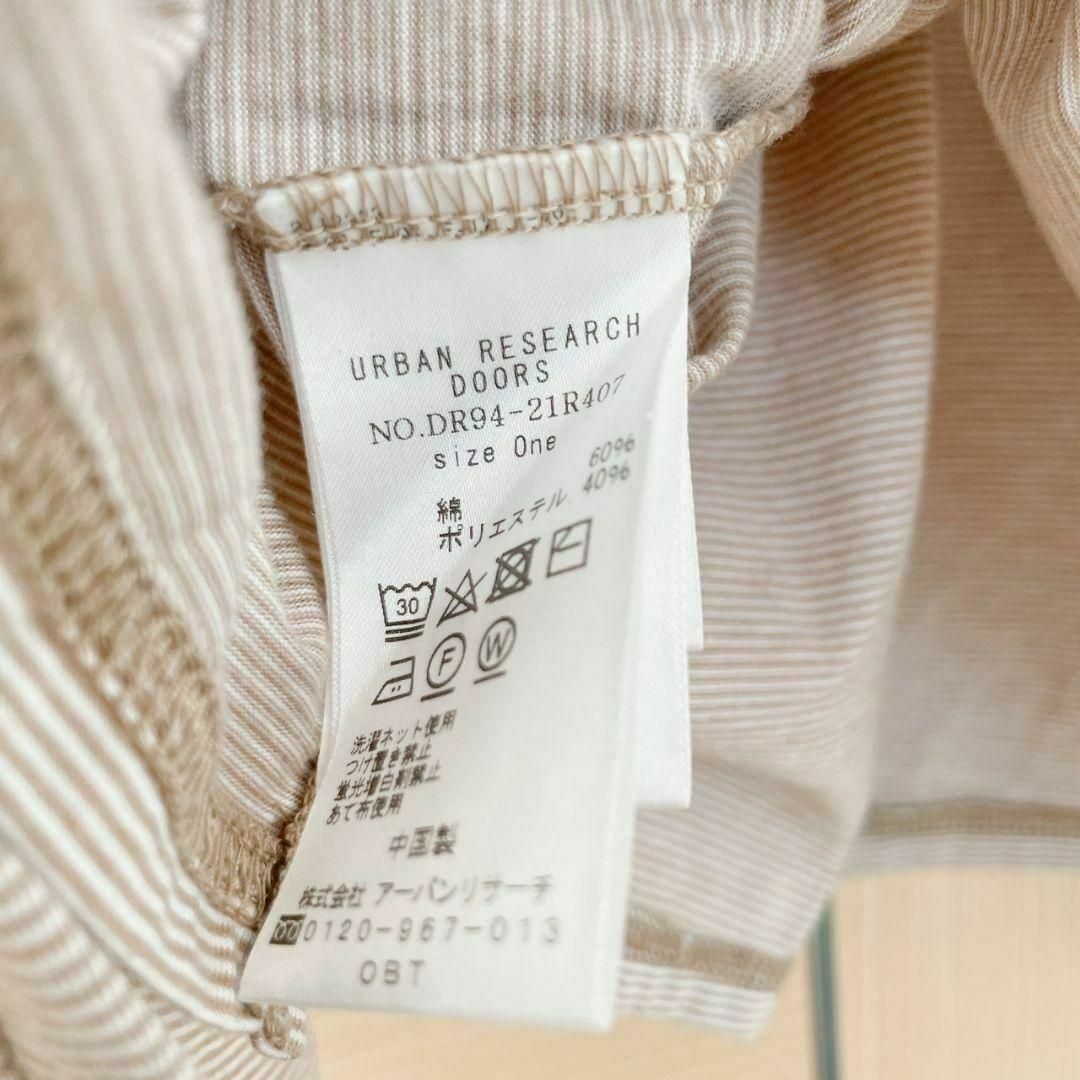 URBAN RESEARCH
DOORS
NO.DR94-21R407
size One
綿 60%
ポリエステル 40%
30
F W
洗濯ネット使用
つけ置き禁止
蛍光増白剤禁止
あて布使用
中国製
株式会社 アーバンリサーチ
0120-967-013
OBT